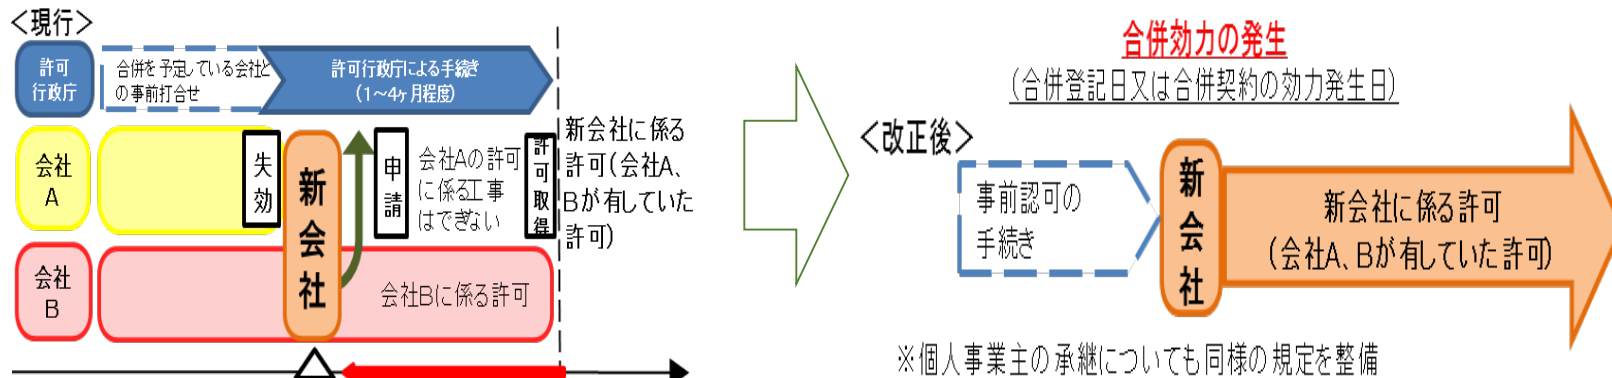 ＜現行＞
許可
行政庁
合併を予定している会社と
の事前打合せ
許可行政庁による手続き
（1～4ヶ月程度）
会社
A
失効
新会社
申請
会社Aの許可
に係る工事
はできない
許可取得
新会社に係る
許可（会社A、
Bが有していた
許可）
会社
B
会社Bに係る許可
合併効力の発生
（合併登記日又は合併契約の効力発生日）
＜改正後＞
事前認可の
手続き
新会社
新会社に係る許可
（会社A、Bが有していた許可）
※個人事業主の承継についても同様の規定を整備